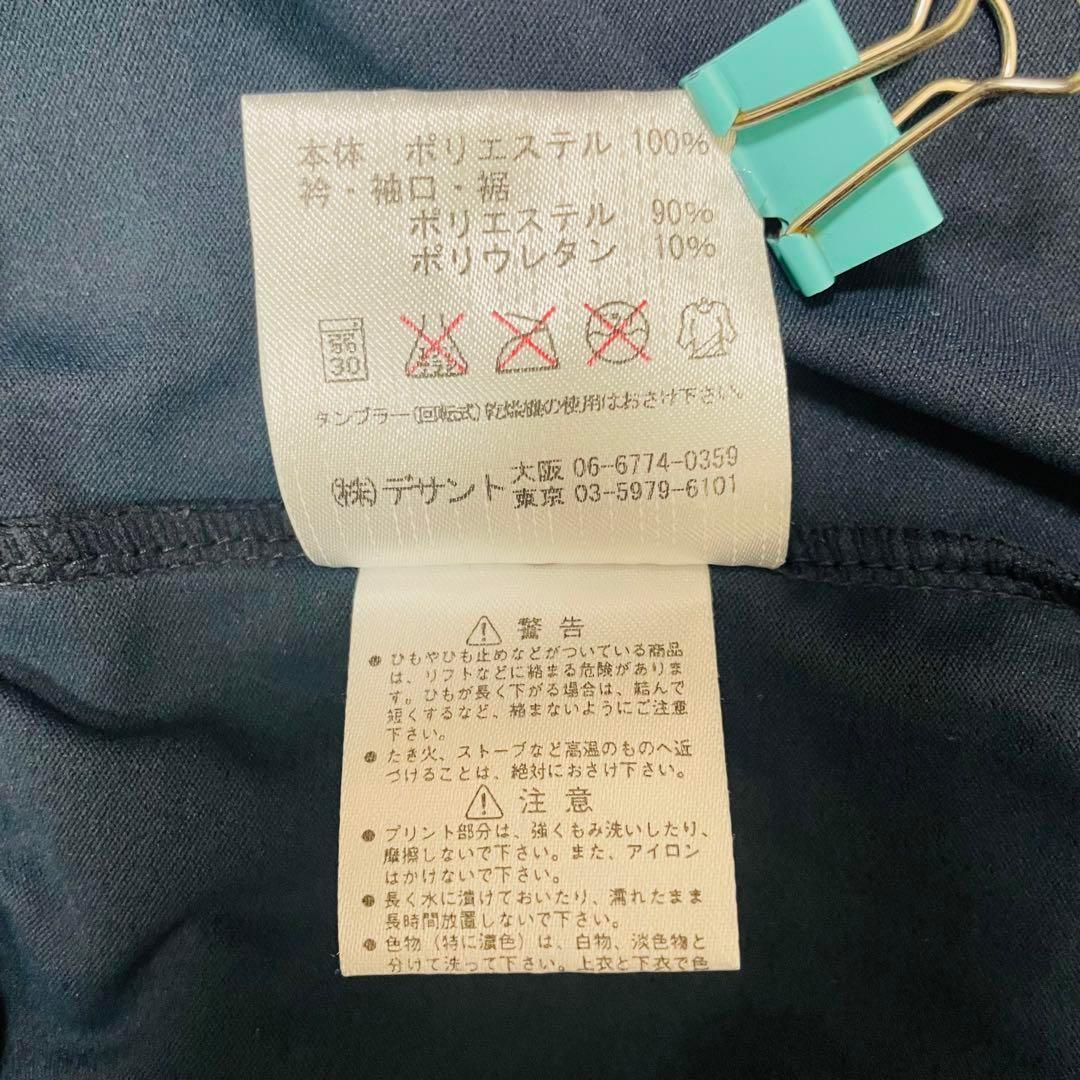 本体 ポリエステル 100%
衿・袖口・裾
ポリエステル 90%
ポリウレタン 10%
弱
30
エンソ
サラシ
タンブラー(回転式)乾燥機の使用はおさけ下さい。
(株)デサント 大阪 06-6774-0359
東京 03-5979-6101
⚠ 警告
● ひもやひも止めなどがついている商品
は、リフトなどに絡まる危険がありま
す。ひもが長く下がる場合は、結んで
短くするなど、絡まないようにご注意
下さい。
● たき火、ストーブなど高温のものへ近
づけることは、絶対におさけ下さい。
⚠ 注意
● プリント部分は、強くもみ洗いしたり、
摩擦しないで下さい。また、アイロン
はかけないで下さい。
● 長く水に漬けておいたり、濡れたまま
長時間放置しないで下さい。
● 色物(特に濃色)は、白物、淡色物と
分けて洗って下さい。上衣と下衣で色